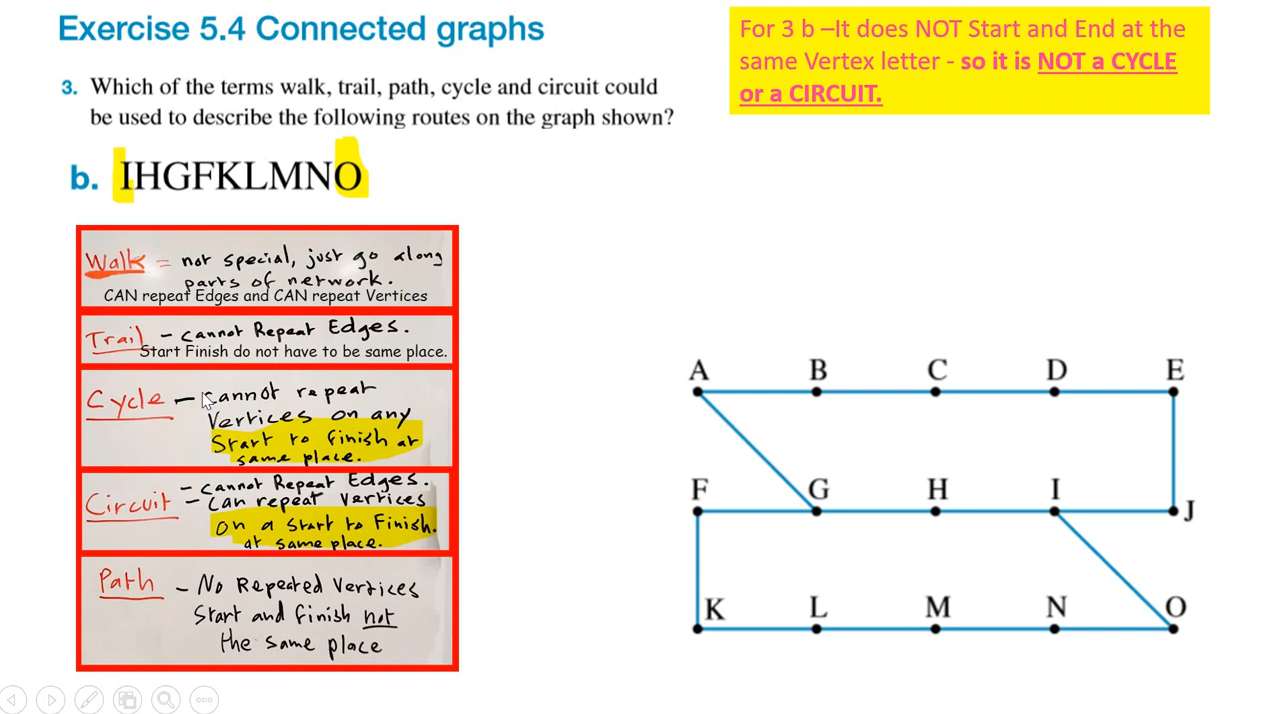 Exercise 5.4 Connected graphs
For 3 b –It does NOT Start and End at the
same Vertex letter - so it is NOT a CYCLE
or a CIRCUIT.
3. Which of the terms walk, trail, path, cycle and circuit could
be used to describe the following routes on the graph shown?
b. IHGFKLMNO
Walk = not special, just go along
parts of network.
CAN repeat Edges and CAN repeat Vertices
Trail - cannot Repeat Edges.
Start Finish do not have to be same place.
Cycle - cannot repeat
Vertices on any
Start to finish at
same place.
Circuit - cannot Repeat Edges.
- can repeat vertices
on a start to Finish.
at same place.
Path - No Repeated Vertices
Start and finish not
the same place
A B C D E
F G H I J
K L M N O